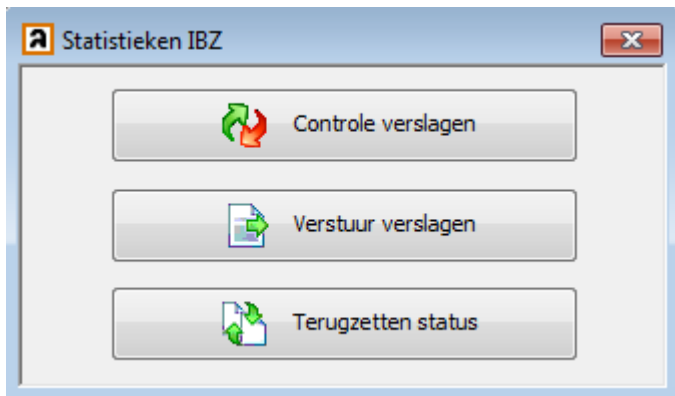 a Statistieken IBZ
Controle verslagen
Verstuur verslagen
Terugzetten status